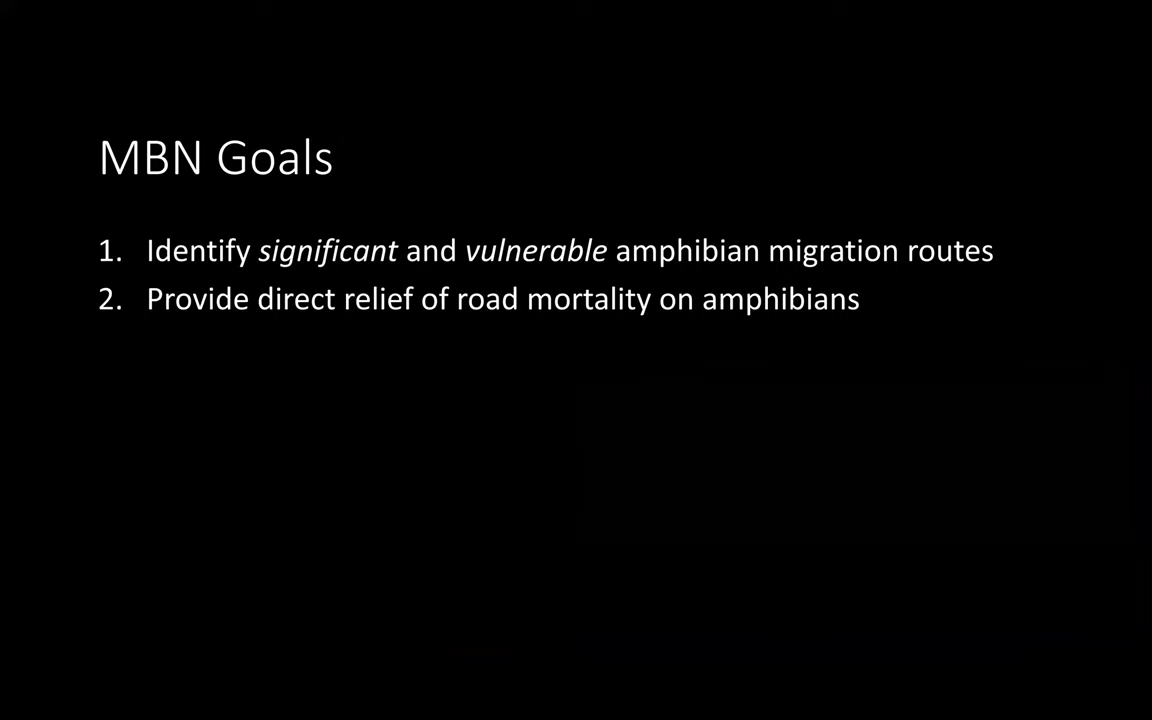 MBN Goals
1. Identify significant and vulnerable amphibian migration routes
2. Provide direct relief of road mortality on amphibians